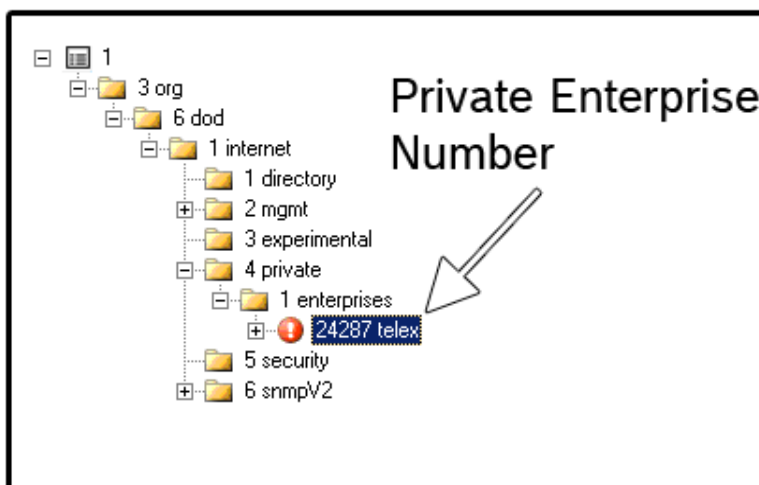 1
3 org
6 dod
1 internet
1 directory
2 mgmt
3 experimental
4 private
1 enterprises
24287 telex
5 security
6 snmpV2
Private Enterprise
Number